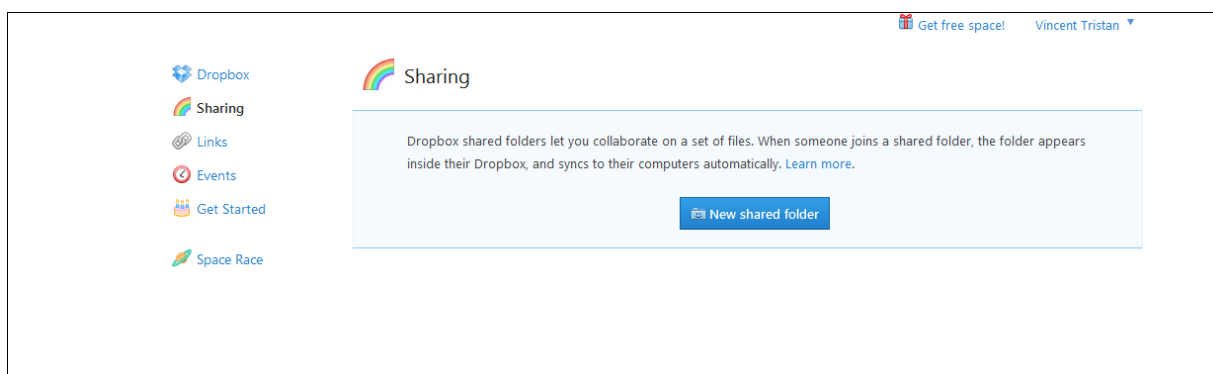 Get free space! Vincent Tristan
Dropbox
Sharing
Links
Events
Get Started
Space Race
Sharing
Dropbox shared folders let you collaborate on a set of files. When someone joins a shared folder, the folder appears
inside their Dropbox, and syncs to their computers automatically. Learn more.
New shared folder